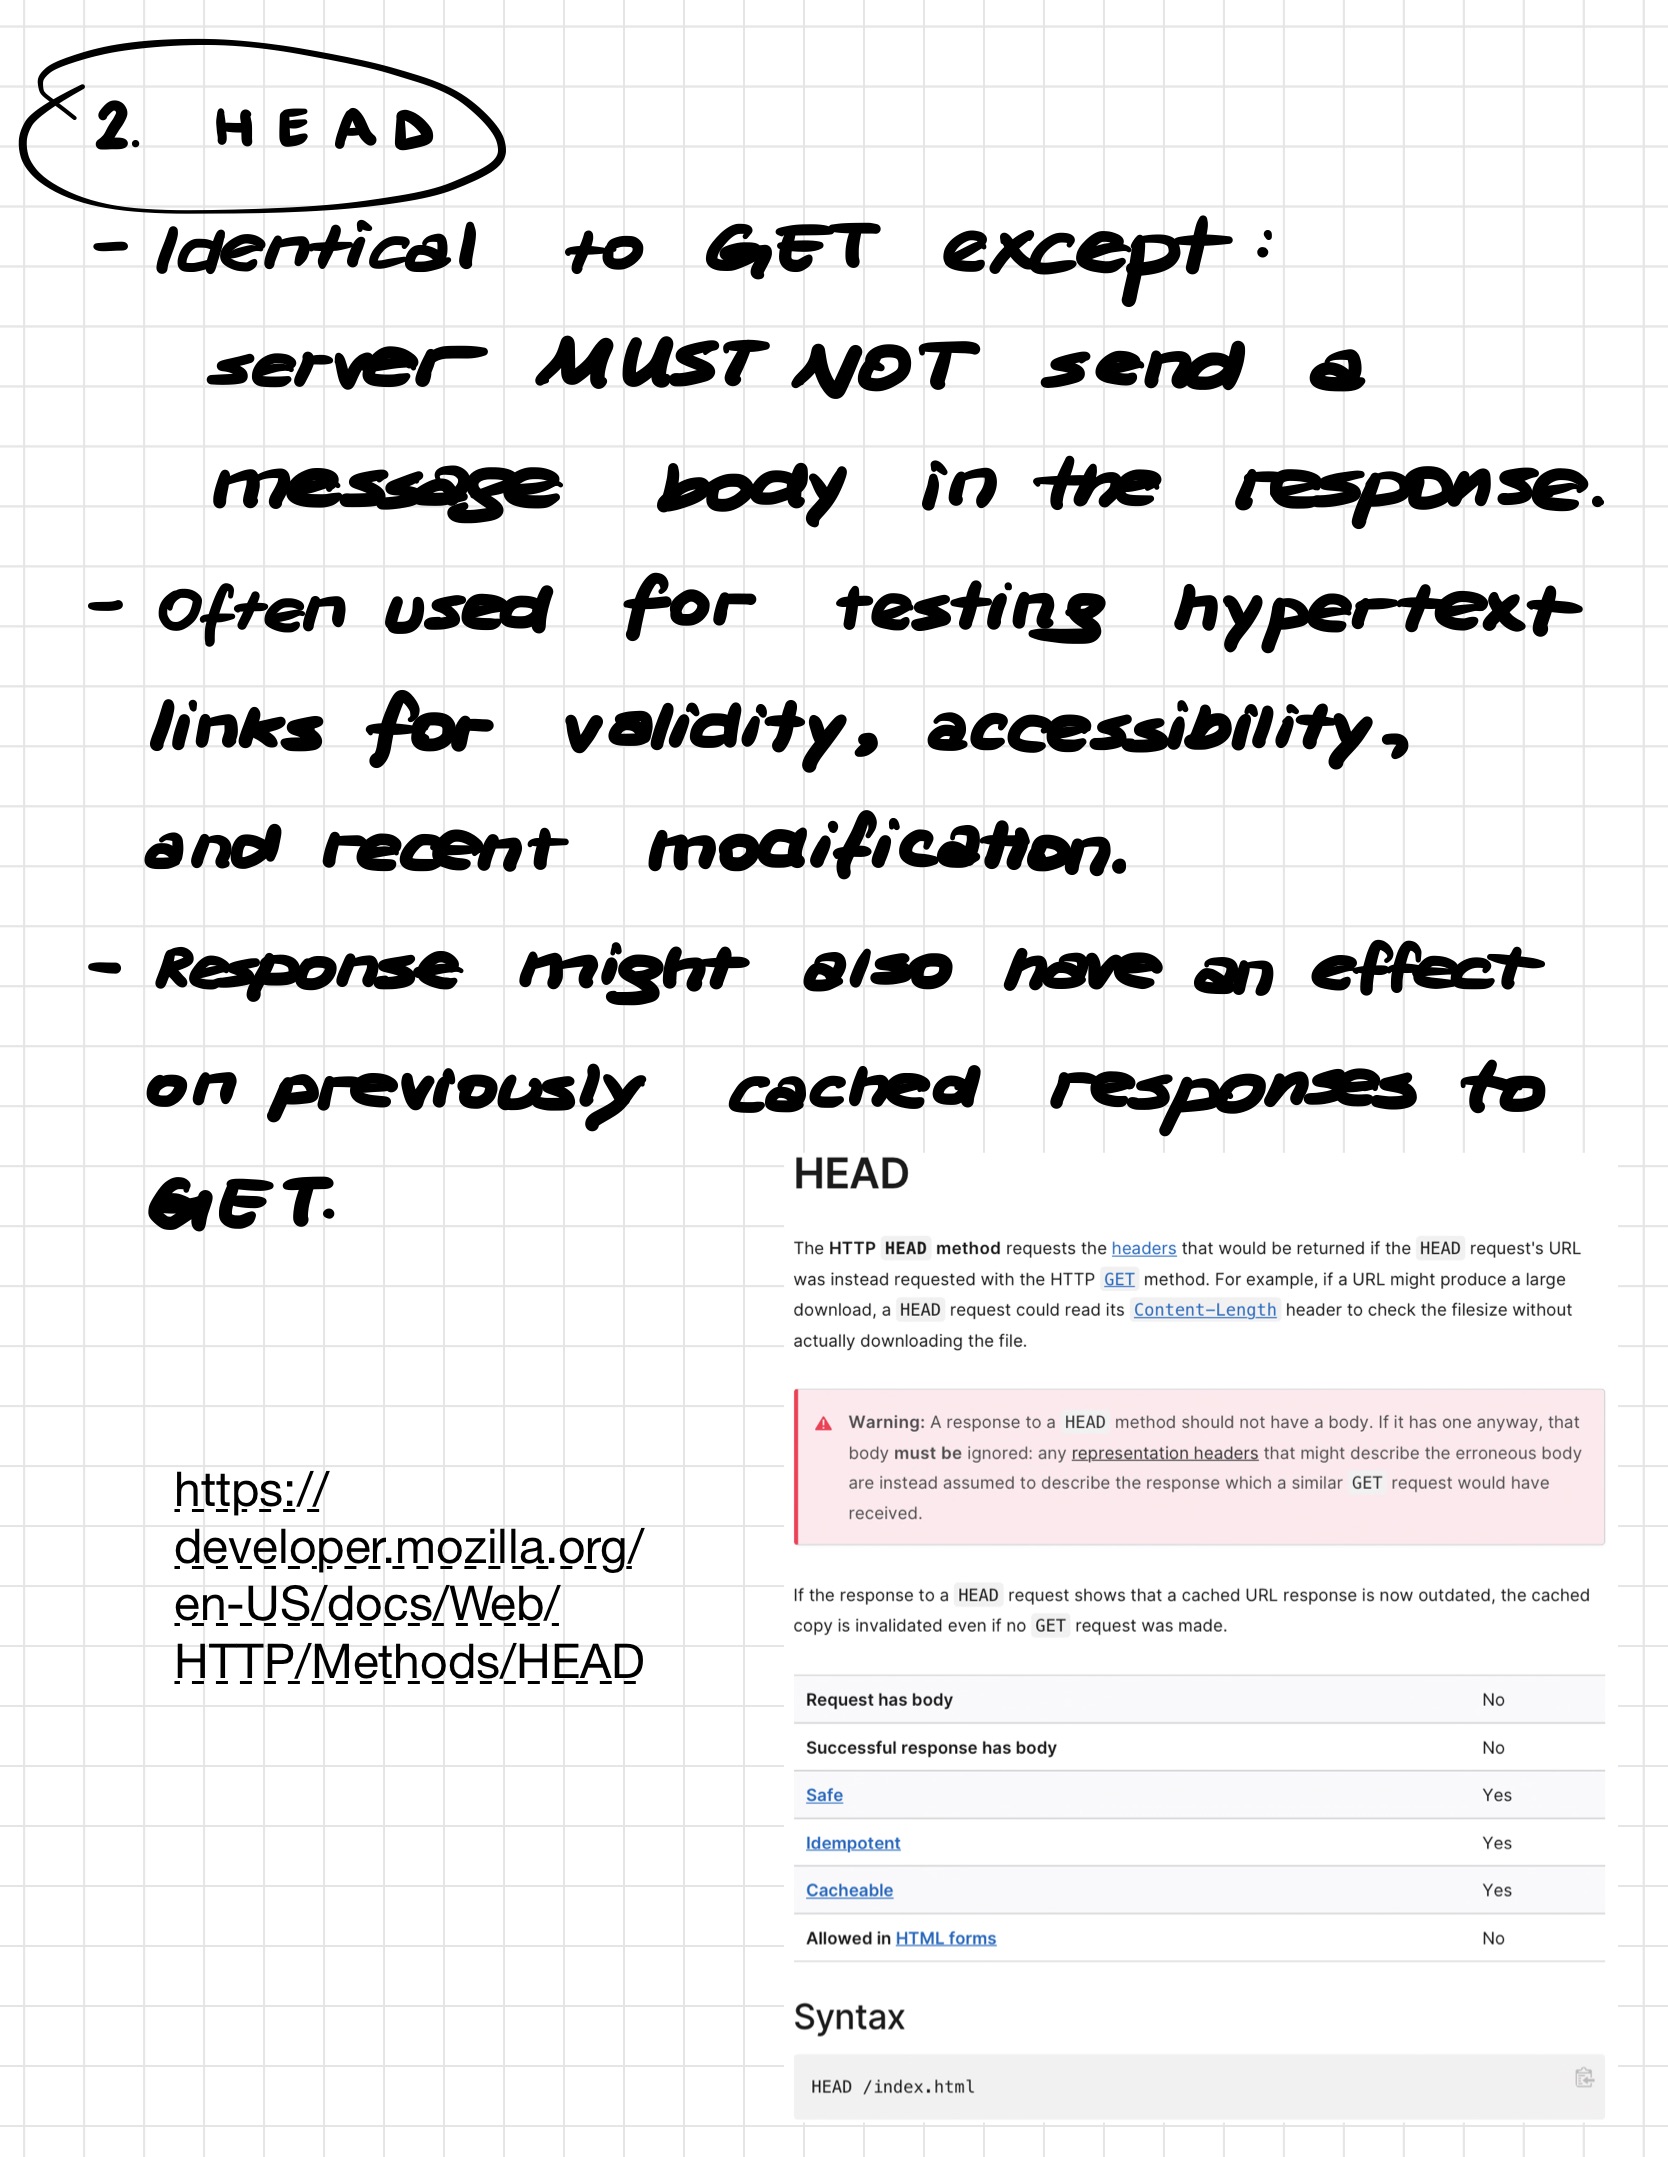 2. HEAD
- Identical to GET except:
server MUST NOT send a
message body in the response.
- Often used for testing hypertext
links for validity, accessibility,
and recent modification.
- Response might also have an effect
on previously cached responses to
GET.
HEAD
The HTTP HEAD method requests the headers that would be returned if the HEAD request's URL
was instead requested with the HTTP GET method. For example, if a URL might produce a large
download, a HEAD request could read its Content-Length header to check the filesize without
actually downloading the file.
Warning: A response to a HEAD method should not have a body. If it has one anyway, that
body must be ignored: any representation headers that might describe the erroneous body
are instead assumed to describe the response which a similar GET request would have
received.
If the response to a HEAD request shows that a cached URL response is now outdated, the cached
copy is invalidated even if no GET request was made.
Request has body No
Successful response has body No
Safe Yes
Idempotent Yes
Cacheable Yes
Allowed in HTML forms No
Syntax
HEAD /index.html
https://
developer.mozilla.org/
en-US/docs/Web/
HTTP/Methods/HEAD